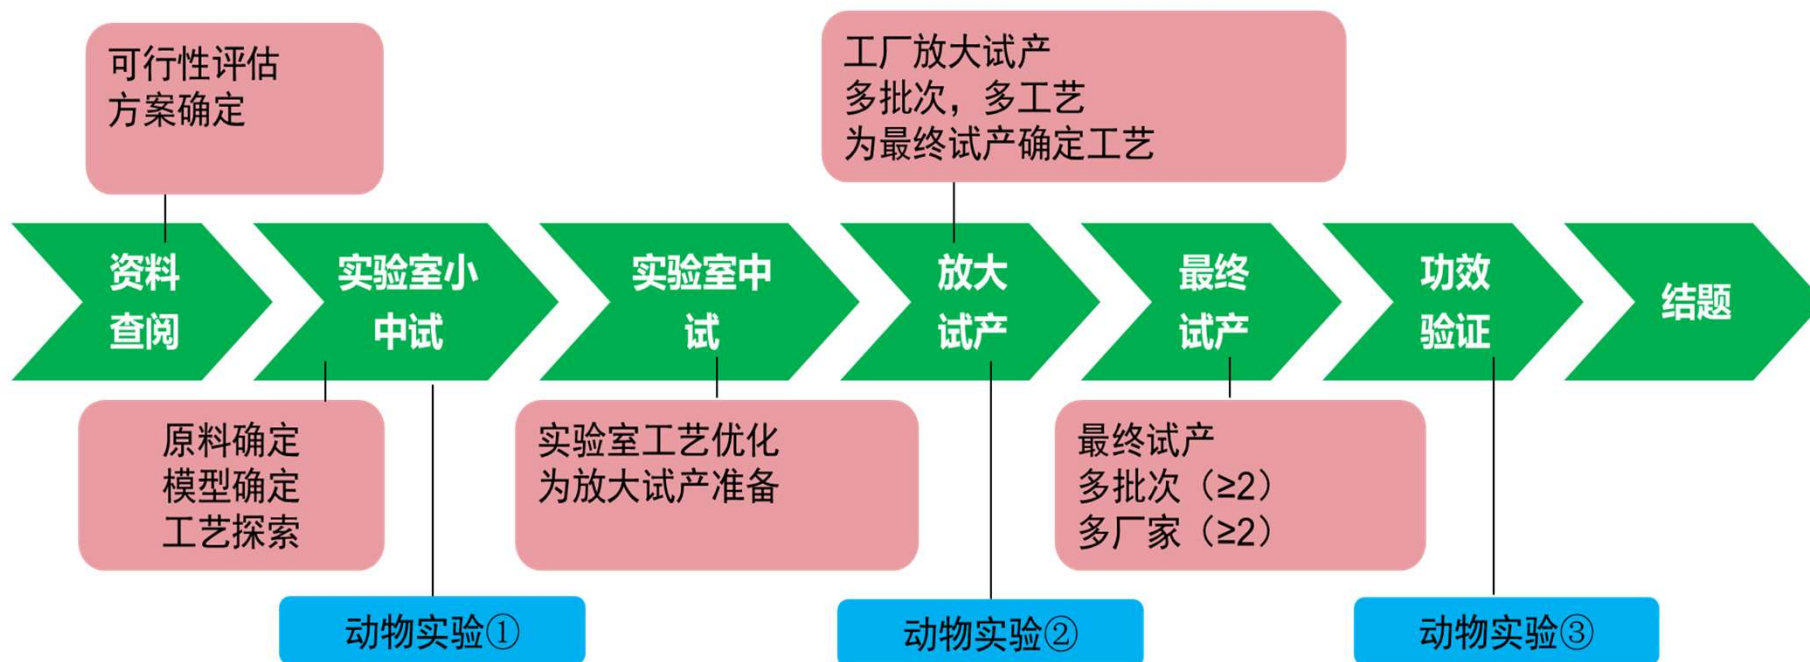 可行性评估
方案确定
工厂放大试产
多批次，多工艺
为最终试产确定工艺
资料
查阅
实验室小
中试
实验室中
试
放大
试产
最终
试产
功效
验证
结题
原料确定
模型确定
工艺探索
实验室工艺优化
为放大试产准备
最终试产
多批次（≥2）
多厂家（≥2）
动物实验①
动物实验②
动物实验③